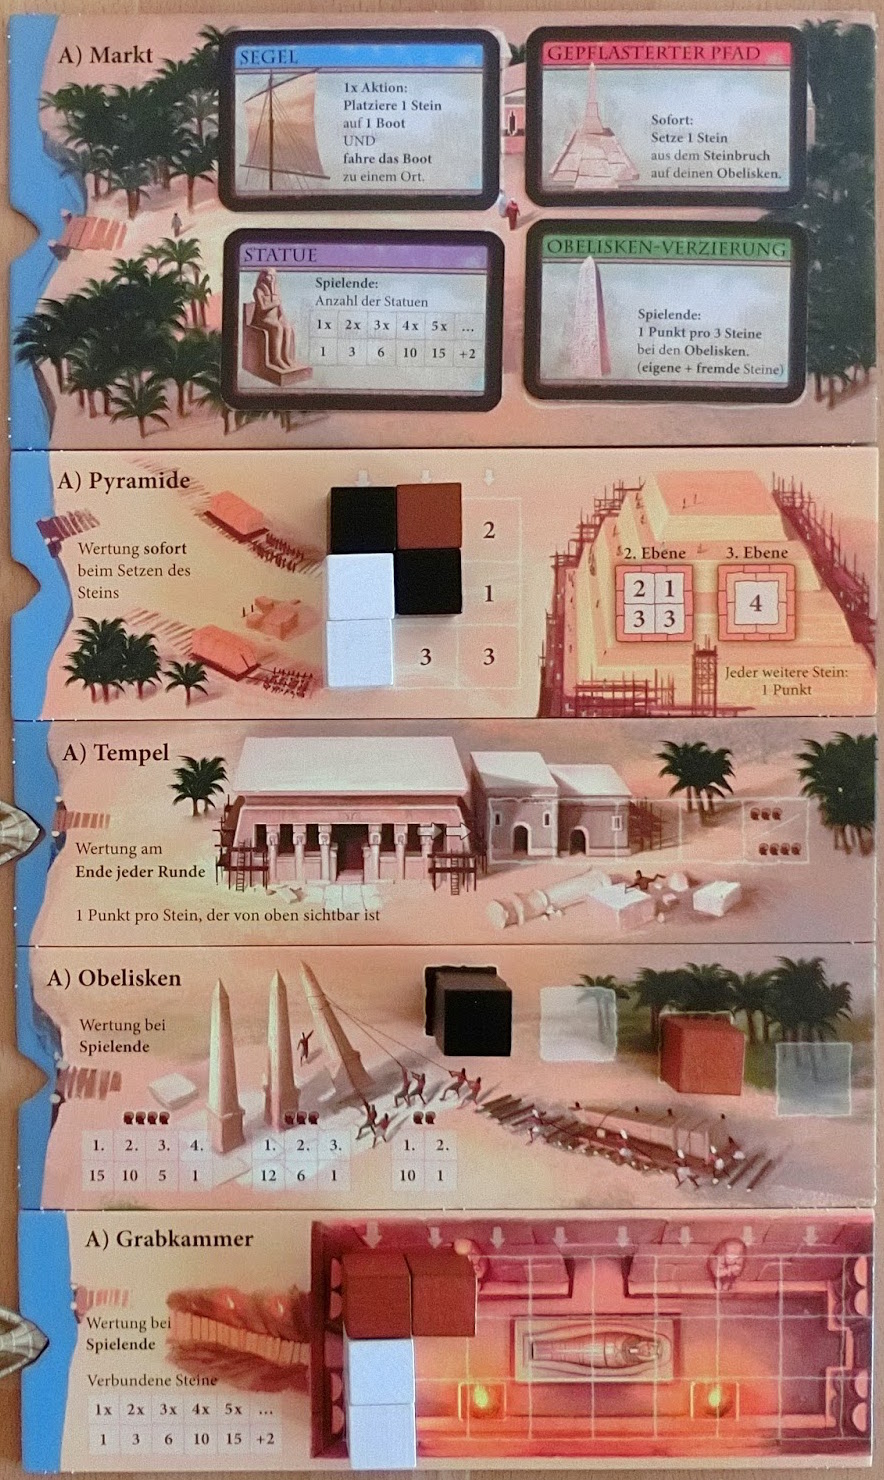 A) Markt
SEGEL
1x Aktion:
Platziere 1 Stein
auf 1 Boot
UND
fahre das Boot
zu einem Ort.
GEPFLASTERTER PFAD
Sofort:
Setze 1 Stein
aus dem Steinbruch
auf deinen Obelisken.
STATUE
Spielende:
Anzahl der Statuen
1x 2x 3x 4x 5x ...
1 3 6 10 15 +2
OBELISKEN-VERZIERUNG
Spielende:
1 Punkt pro 3 Steine
bei den Obelisken.
(eigene + fremde Steine)
A) Pyramide
Wertung sofort
beim Setzen des
Steins
2
1
3 3
2. Ebene
2 1
3 3
3. Ebene
4
Jeder weitere Stein:
1 Punkt
A) Tempel
Wertung am
Ende jeder Runde
1 Punkt pro Stein, der von oben sichtbar ist
A) Obelisken
Wertung bei
Spielende
1. 2. 3. 4.
15 10 5 1
1. 2. 3.
12 6 1
1. 2.
10 1
A) Grabkammer
Wertung bei
Spielende
Verbundene Steine
1x 2x 3x 4x 5x ...
1 3 6 10 15 +2